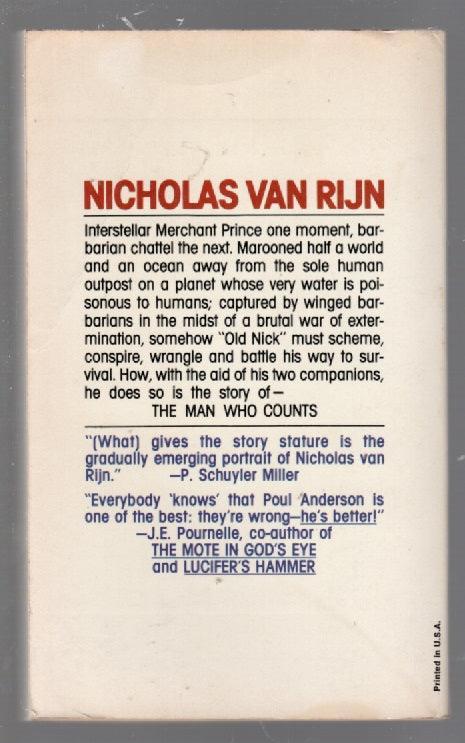 NICHOLAS VAN RIJN
Interstellar Merchant Prince one moment, bar-
barian chattel the next. Marooned half a world
and an ocean away from the sole human
outpost on a planet whose very water is poi-
sonous to humans; captured by winged bar-
barians in the midst of a brutal war of exter-
mination, somehow "Old Nick" must scheme,
conspire, wrangle and battle his way to sur-
vival. How, with the aid of his two companions,
he does so is the story of—
THE MAN WHO COUNTS
"(What) gives the story stature is the
gradually emerging portrait of Nicholas van
Rijn." —P. Schuyler Miller
"Everybody 'knows' that Poul Anderson is
one of the best: they're wrong—he's better!"
—J.E. Pournelle, co-author of
THE MOTE IN GOD'S EYE
and LUCIFER'S HAMMER
Printed in U.S.A.